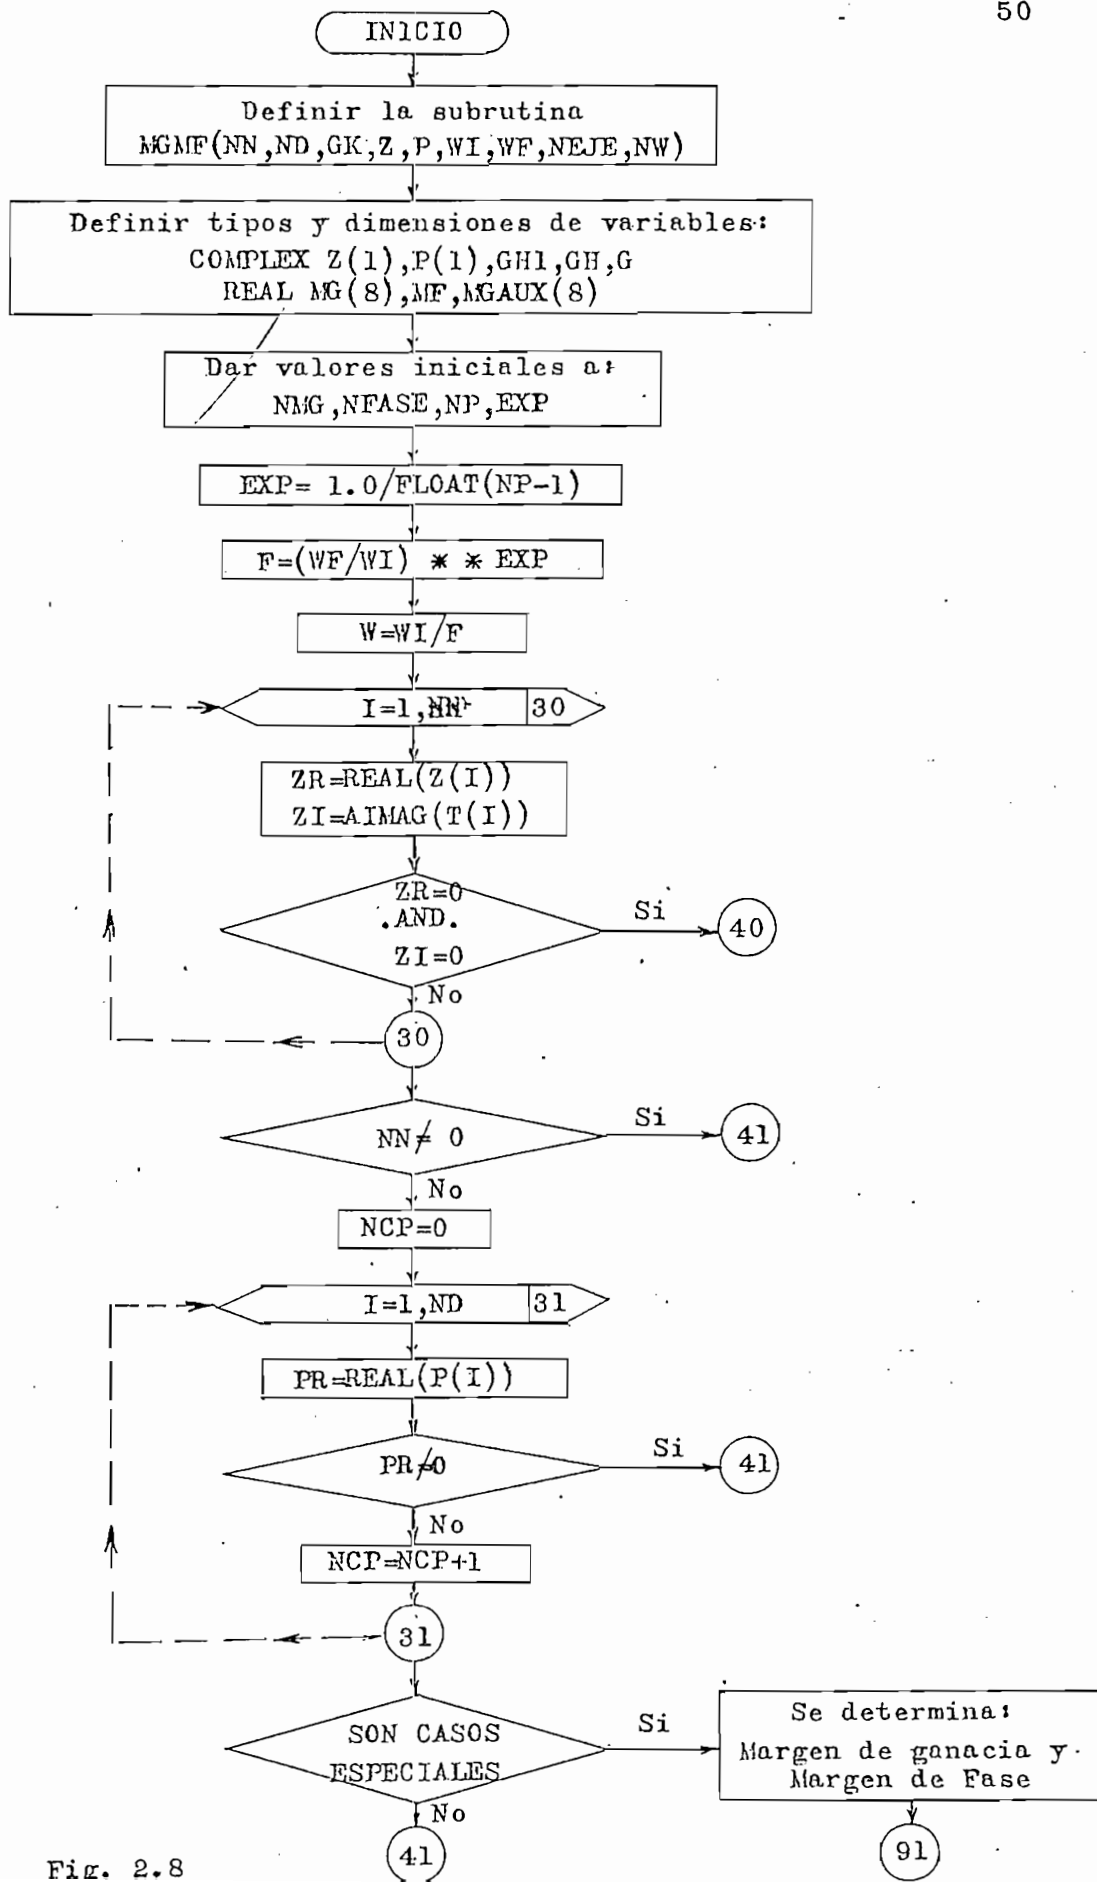 50
INICIO
Definir la subrutina
MGMF(NN,ND,GK,Z,P,WI,WF,NEJE,NW)
Definir tipos y dimensiones de variables:
COMPLEX Z(1),P(1),GH1,GH,G
REAL MG(8),MF,MGAUX(8)
Dar valores iniciales a:
NMG,NFASE,NP,EXP
EXP= 1.0/FLOAT(NP-1)
F=(WF/WI) * * EXP
W=WI/F
I=1,NN 30
ZR=REAL(Z(I))
ZI=AIMAG(T(I))
ZR=0
.AND.
ZI=0
Si
40
No
30
NN≠ 0
Si
41
No
NCP=0
I=1,ND 31
PR=REAL(P(I))
PR≠0
Si
41
No
NCP=NCP+1
31
SON CASOS
ESPECIALES
Si
Se determina:
Margen de ganacia y
Margen de Fase
No
41
91
Fig. 2.8